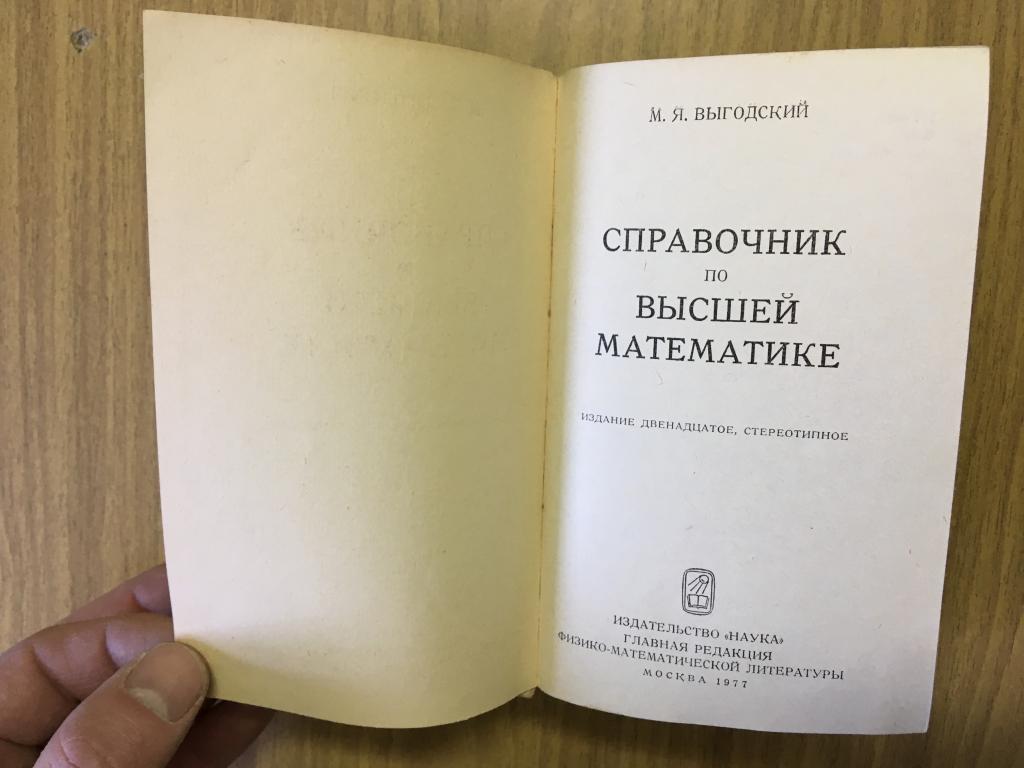 М. Я. ВЫГОДСКИЙ
СПРАВОЧНИК
ПО
ВЫСШЕЙ
МАТЕМАТИКЕ
ИЗДАНИЕ ДВЕНАДЦАТОЕ, СТЕРЕОТИПНОЕ
ИЗДАТЕЛЬСТВО «НАУКА»
ГЛАВНАЯ РЕДАКЦИЯ
ФИЗИКО-МАТЕМАТИЧЕСКОЙ ЛИТЕРАТУРЫ
МОСКВА 1977